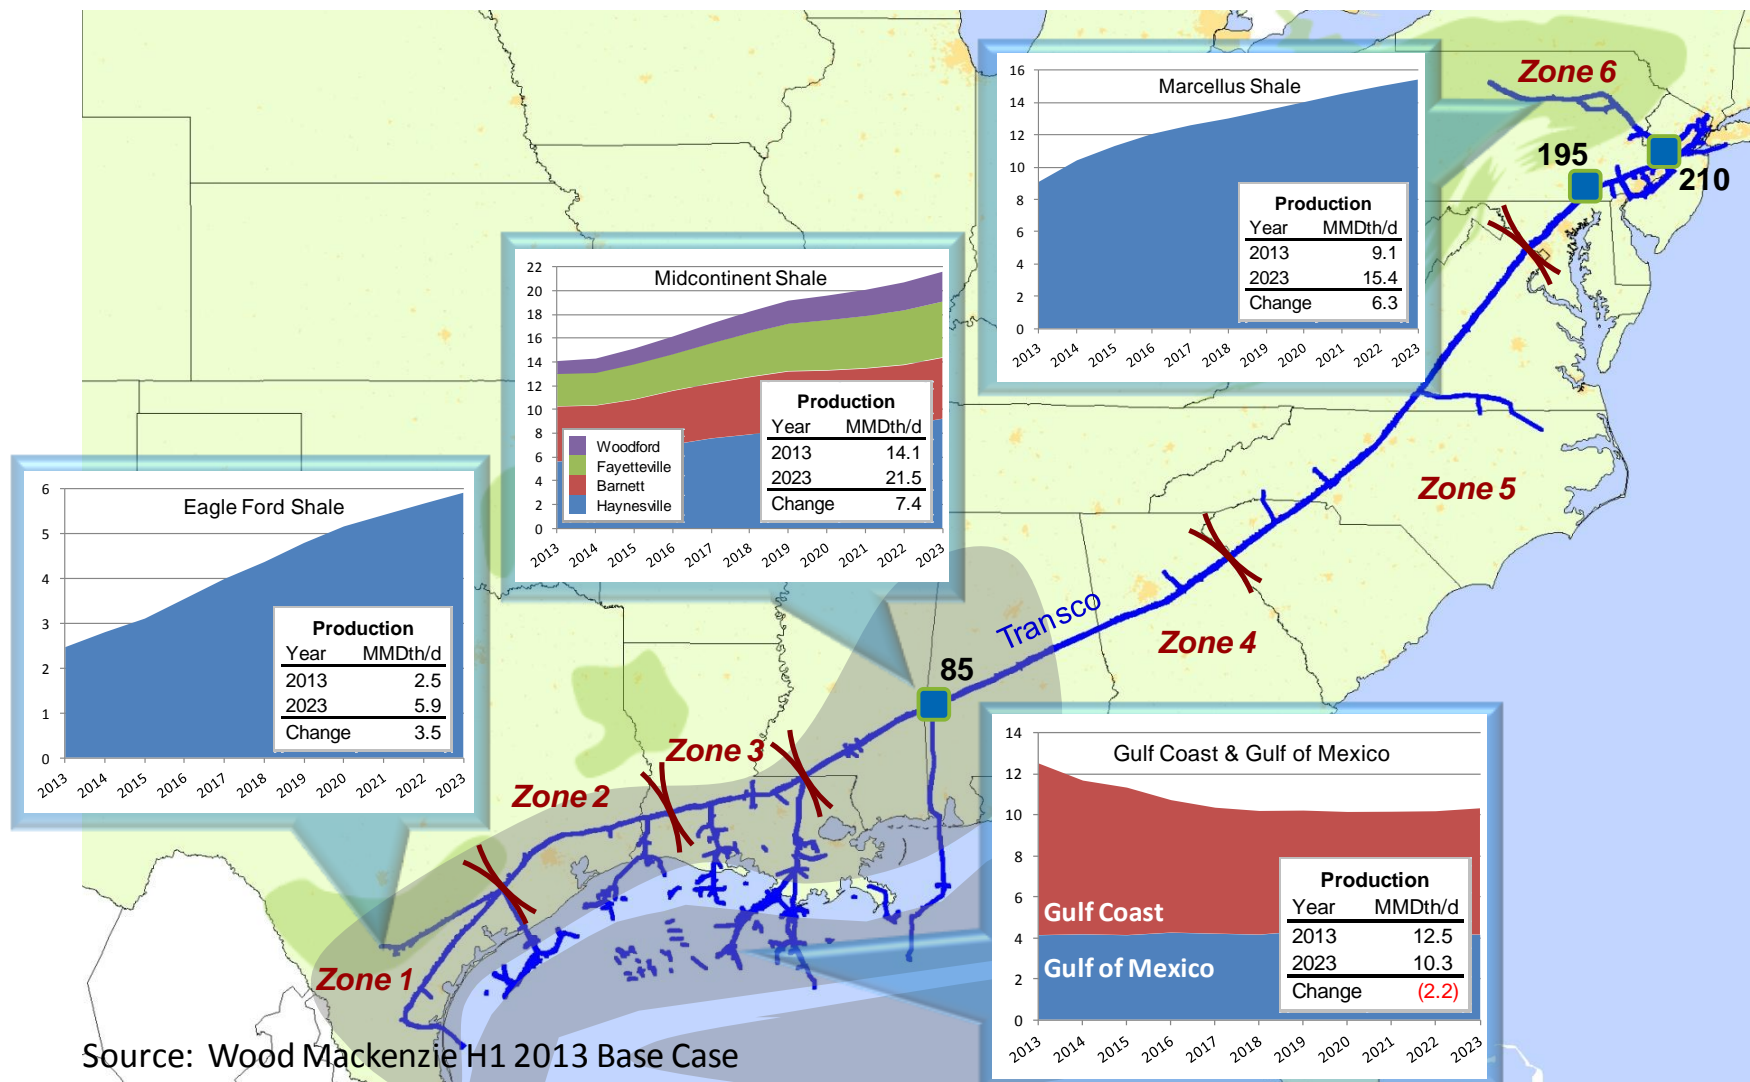 16
14
12
10
8
6
4
2
0
Marcellus Shale
Production
Year MMDth/d
2013 9.1
2023 15.4
Change 6.3
2013 2014 2015 2016 2017 2018 2019 2020 2021 2022 2023
Zone 6
195
210
22
20
18
16
14
12
10
8
6
4
2
0
Midcontinent Shale
Woodford
Fayetteville
Barnett
Haynesville
Production
Year MMDth/d
2013 14.1
2023 21.5
Change 7.4
2013 2014 2015 2016 2017 2018 2019 2020 2021 2022 2023
Zone 5
6
5
4
3
2
1
0
Eagle Ford Shale
Production
Year MMDth/d
2013 2.5
2023 5.9
Change 3.5
2013 2014 2015 2016 2017 2018 2019 2020 2021 2022 2023
Transco
Zone 4
85
Zone 3
Zone 2
Zone 1
14
12
10
8
6
4
2
0
Gulf Coast & Gulf of Mexico
Gulf Coast
Gulf of Mexico
Production
Year MMDth/d
2013 12.5
2023 10.3
Change (2.2)
2013 2014 2015 2016 2017 2018 2019 2020 2021 2022 2023
Source: Wood Mackenzie H1 2013 Base Case